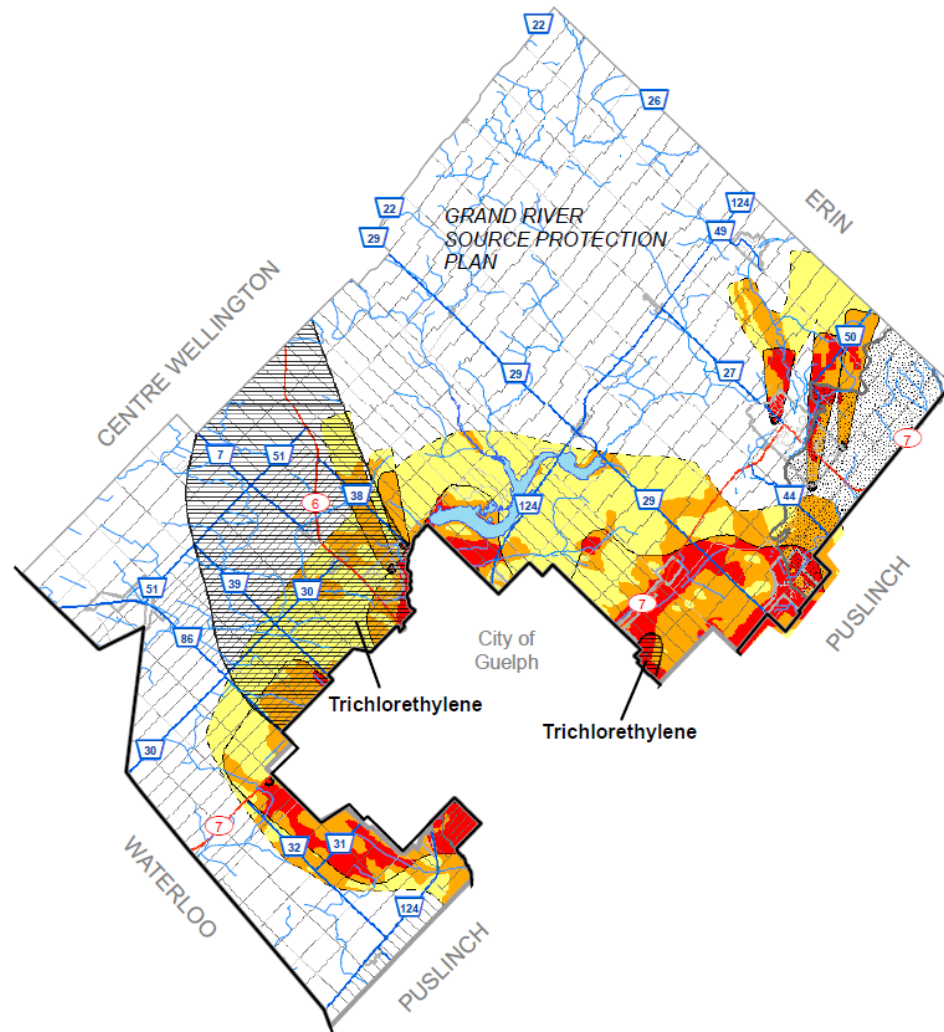 22
26
124
ERIN
22
49
GRAND RIVER
SOURCE PROTECTION
PLAN
29
CENTRE WELLINGTON
50
29
27
7
7
51
6
38
44
124
29
51
39
30
7
PUSLINCH
86
City of
Guelph
Trichlorethylene
Trichlorethylene
30
7
32
31
WATERLOO
124
PUSLINCH